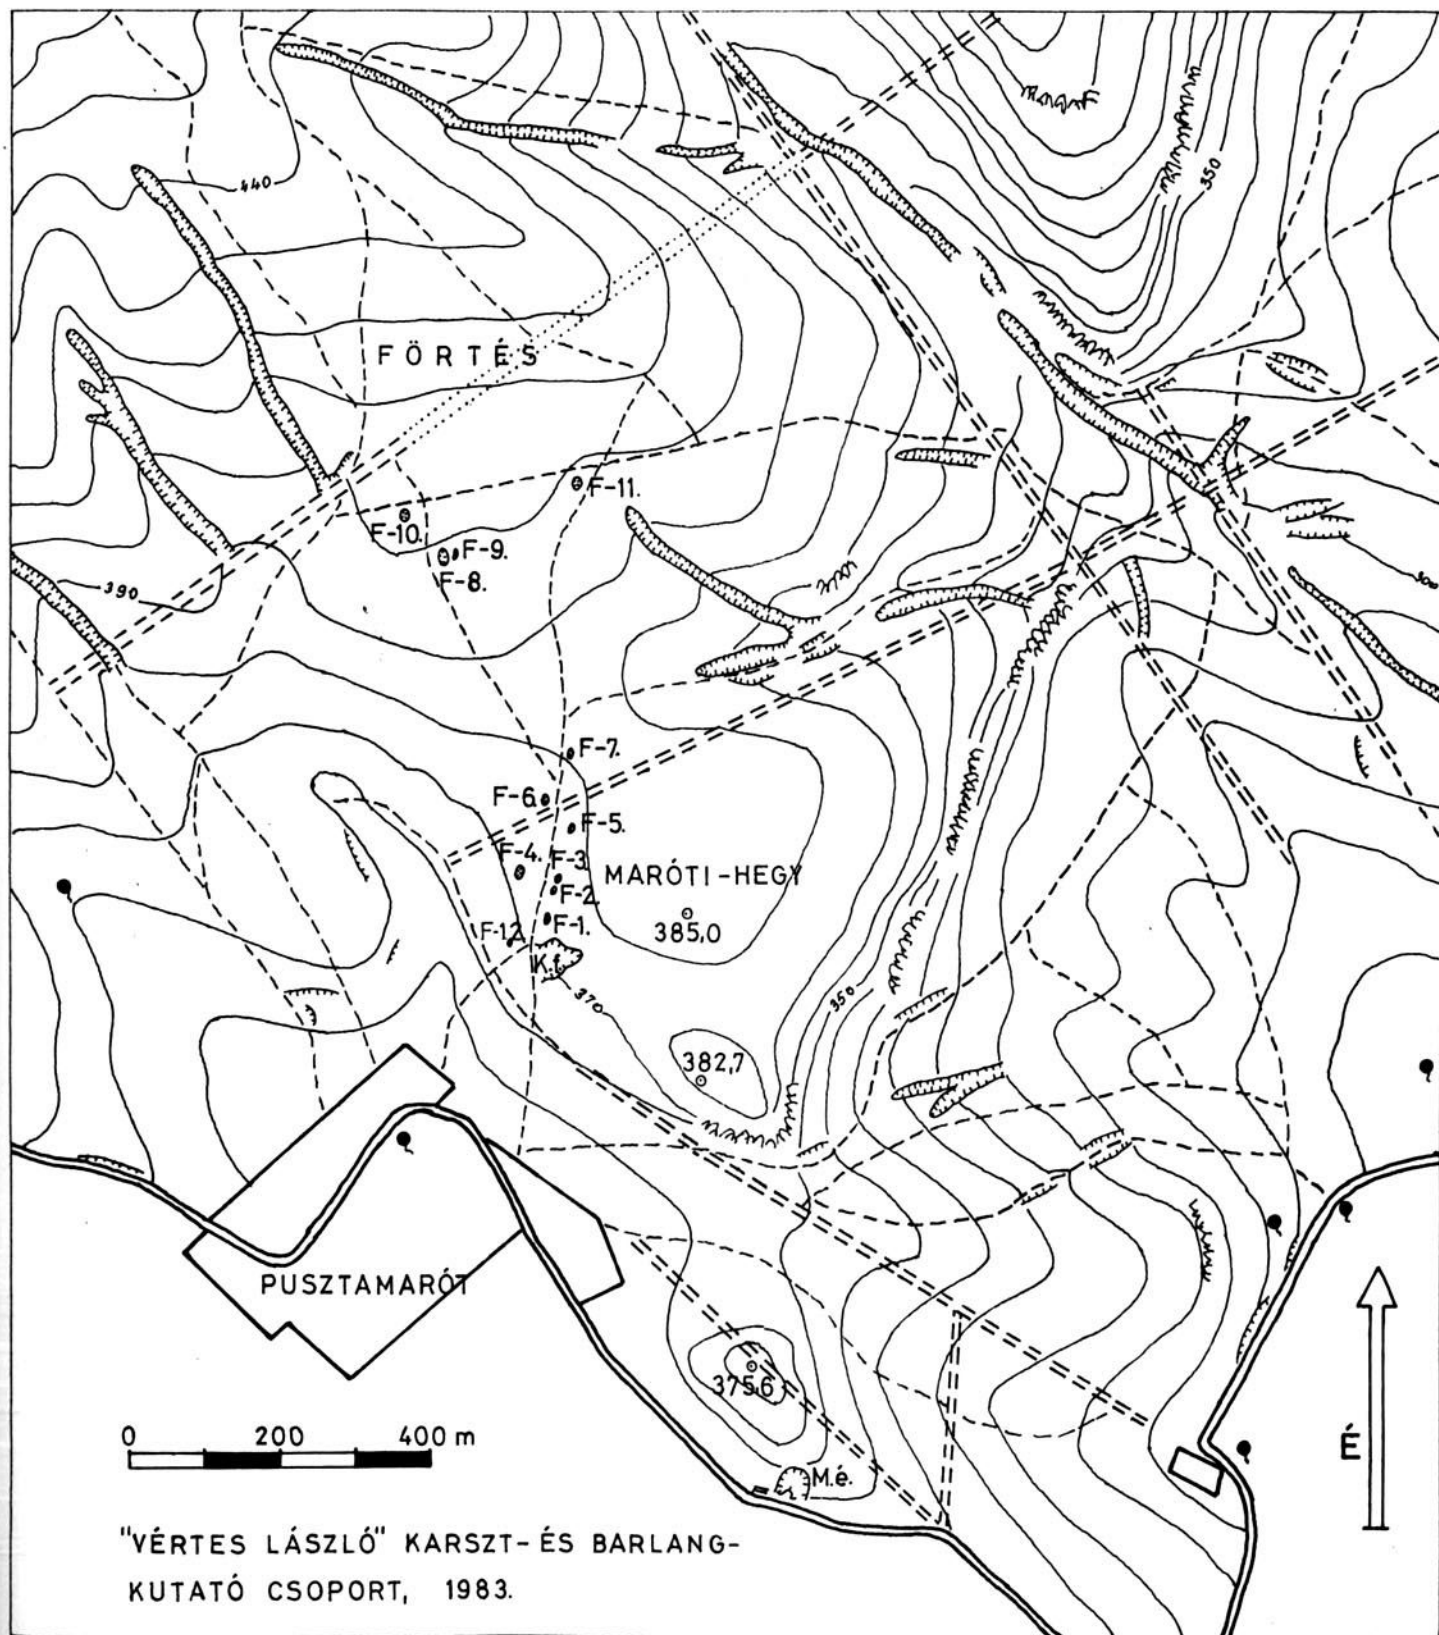 440
350
FÖRTÉS
F-11.
F-10.
F-9.
F-8.
390
300
F-7.
F-6.
F-5.
F-4.
F-3.
MARÓTI-HEGY
F-2.
F-1.
385,0
F-12.
K.f.
370
350
382,7
PUSZTAMARÓT
375,6
0 200 400 m
M.é.
É
"VÉRTES LÁSZLÓ" KARSZT- ÉS BARLANG-
KUTATÓ CSOPORT, 1983.